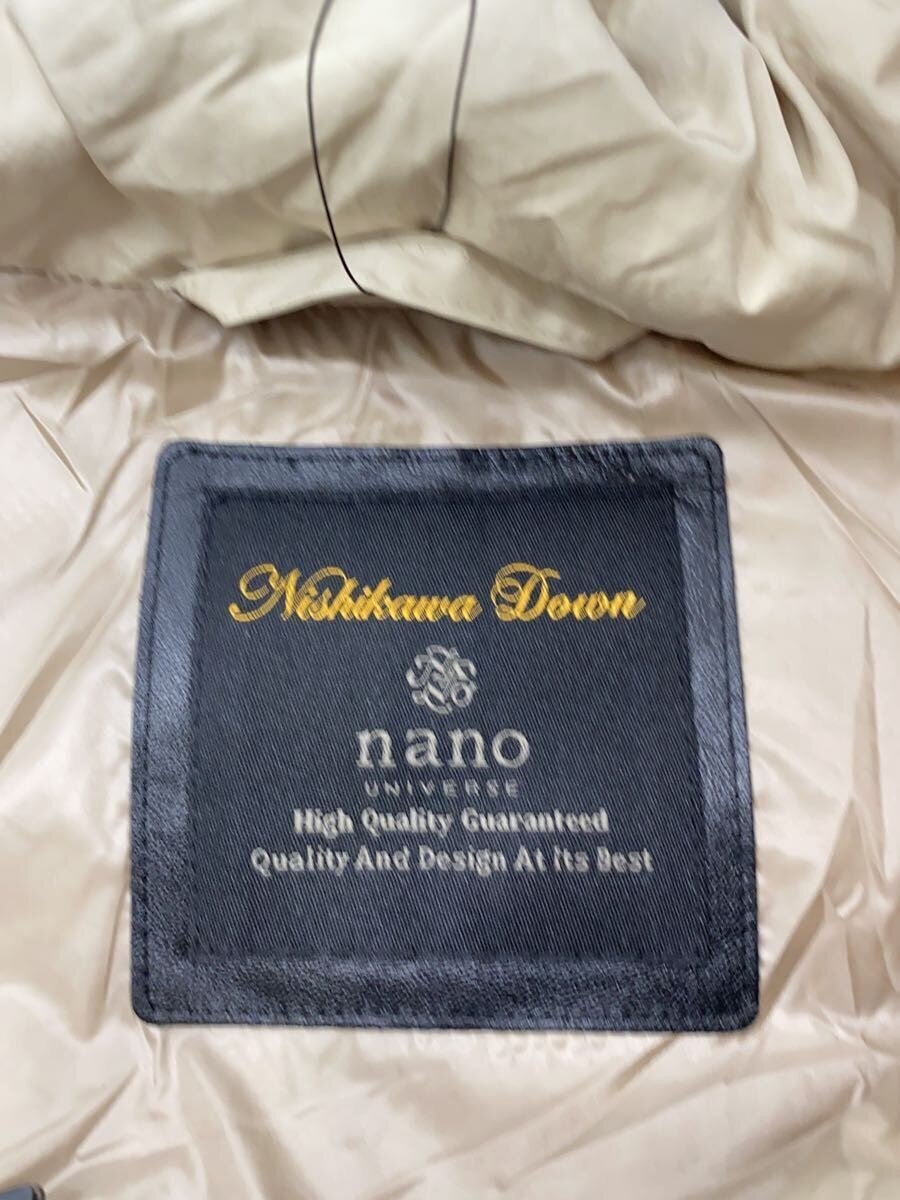 Nishikawa Down
nano
UNIVERSE
High Quality Guaranteed
Quality And Design At Its Best